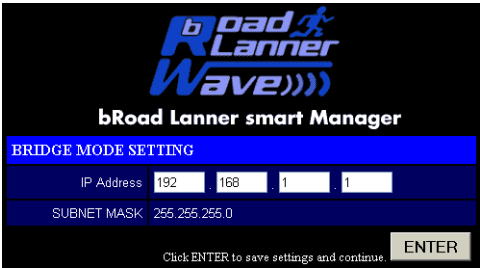 bRoad
Lanner
Wave
bRoad Lanner smart Manager
BRIDGE MODE SETTING
IP Address 192 . 168 . 1 . 1
SUBNET MASK 255.255.255.0
Click ENTER to save settings and continue. ENTER